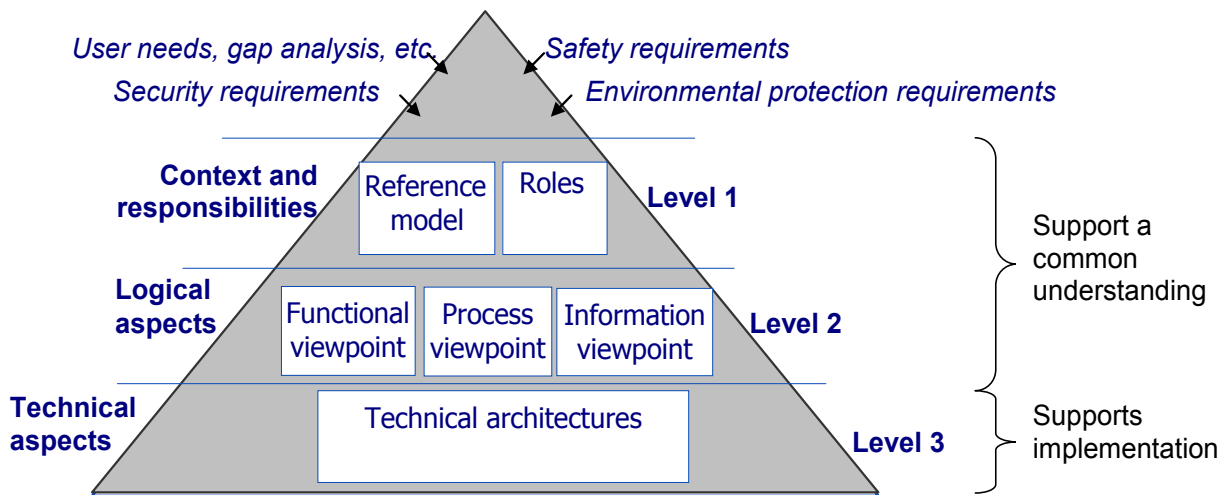 User needs, gap analysis, etc.
Safety requirements
Security requirements
Environmental protection requirements
Context and
responsibilities
Reference
model
Roles
Level 1
Support a
common
understanding
Logical
aspects
Functional
viewpoint
Process
viewpoint
Information
viewpoint
Level 2
Technical
aspects
Technical architectures
Level 3
Supports
implementation